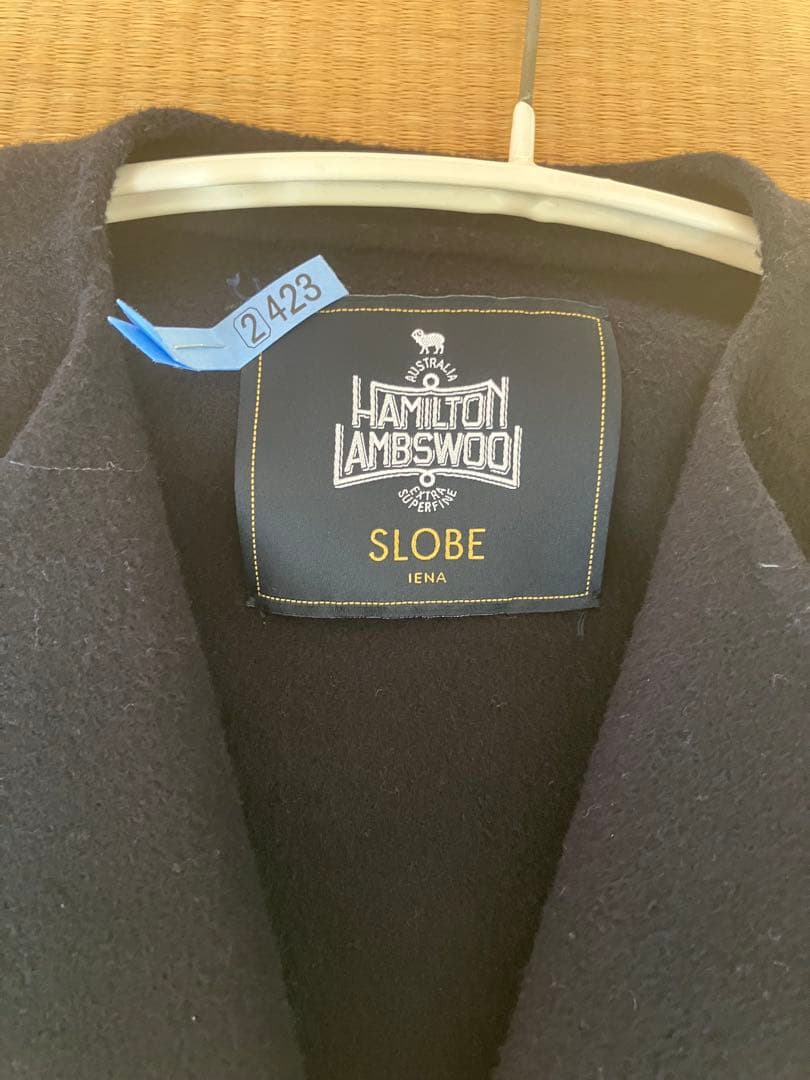 2 423
AUSTRALIA
HAMILTON
LAMBSWOOL
EXTRA
SUPERFINE
SLOBE
IENA